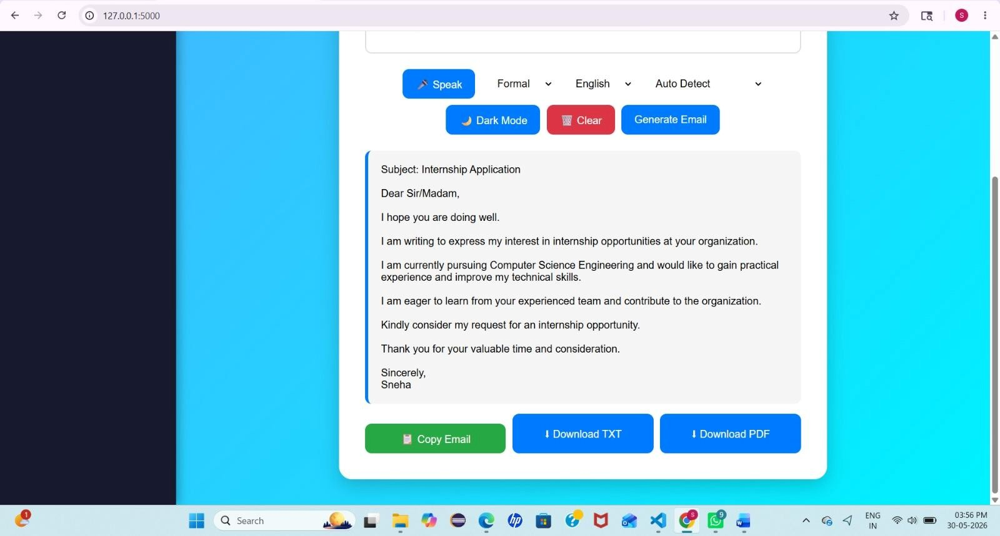 127.0.0.1:5000
S
Speak
Formal
English
Auto Detect
Dark Mode
Clear
Generate Email
Subject: Internship Application
Dear Sir/Madam,
I hope you are doing well.
I am writing to express my interest in internship opportunities at your organization.
I am currently pursuing Computer Science Engineering and would like to gain practical
experience and improve my technical skills.
I am eager to learn from your experienced team and contribute to the organization.
Kindly consider my request for an internship opportunity.
Thank you for your valuable time and consideration.
Sincerely,
Sneha
Copy Email
⬇ Download TXT
⬇ Download PDF
1
Search
hp
?
S
9
W
ENG
IN
03:56 PM
30-05-2026